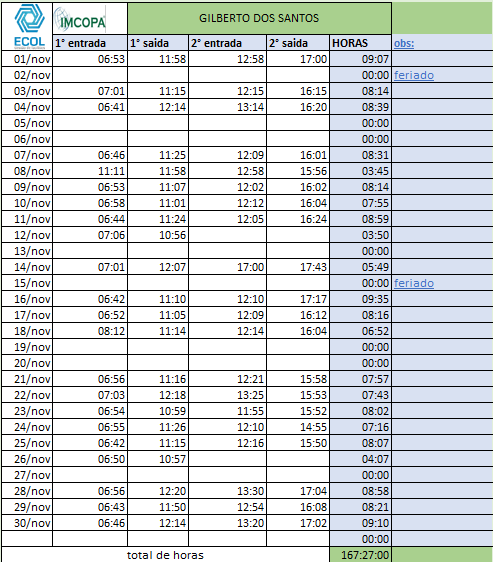 ECOL IMCOPA GILBERTO DOS SANTOS
1° entrada 1° saida 2° entrada 2° saida HORAS obs:
01/nov 06:53 11:58 12:58 17:00 09:07
02/nov 00:00 feriado
03/nov 07:01 11:15 12:15 16:15 08:14
04/nov 06:41 12:14 13:14 16:20 08:39
05/nov 00:00
06/nov 00:00
07/nov 06:46 11:25 12:09 16:01 08:31
08/nov 11:11 11:58 12:58 15:56 03:45
09/nov 06:53 11:07 12:02 16:02 08:14
10/nov 06:58 11:01 12:12 16:04 07:55
11/nov 06:44 11:24 12:05 16:24 08:59
12/nov 07:06 10:56 03:50
13/nov 00:00
14/nov 07:01 12:07 17:00 17:43 05:49
15/nov 00:00 feriado
16/nov 06:42 11:10 12:10 17:17 09:35
17/nov 06:52 11:05 12:09 16:12 08:16
18/nov 08:12 11:14 12:14 16:04 06:52
19/nov 00:00
20/nov 00:00
21/nov 06:56 11:16 12:21 15:58 07:57
22/nov 07:03 12:18 13:25 15:53 07:43
23/nov 06:54 10:59 11:55 15:52 08:02
24/nov 06:55 11:26 12:10 14:55 07:16
25/nov 06:42 11:15 12:16 15:50 08:07
26/nov 06:50 10:57 04:07
27/nov 00:00
28/nov 06:56 12:20 13:30 17:04 08:58
29/nov 06:43 11:50 12:54 16:08 08:21
30/nov 06:46 12:14 13:20 17:02 09:10
00:00
total de horas 167:27:00